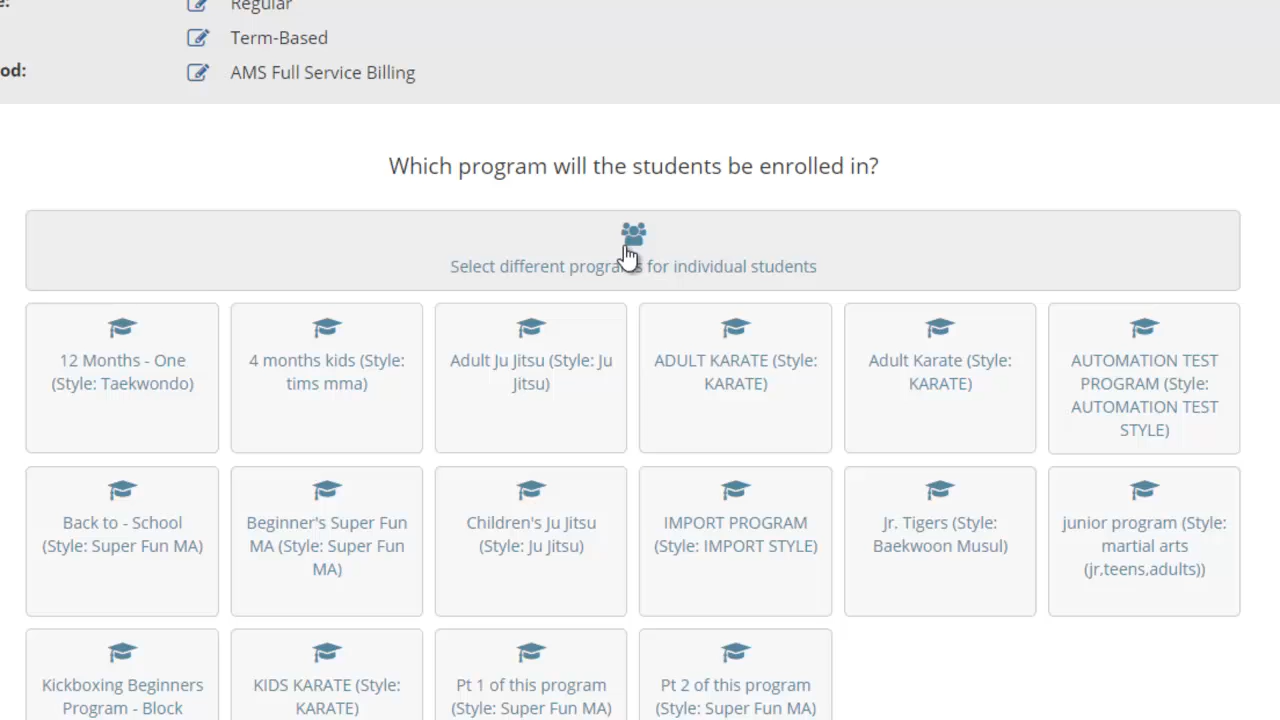 e:
Regular
Term-Based
od:
AMS Full Service Billing
Which program will the students be enrolled in?
Select different programs for individual students
12 Months - One
(Style: Taekwondo)
4 months kids (Style:
tims mma)
Adult Ju Jitsu (Style: Ju
Jitsu)
ADULT KARATE (Style:
KARATE)
Adult Karate (Style:
KARATE)
AUTOMATION TEST
PROGRAM (Style:
AUTOMATION TEST
STYLE)
Back to - School
(Style: Super Fun MA)
Beginner's Super Fun
MA (Style: Super Fun
MA)
Children's Ju Jitsu
(Style: Ju Jitsu)
IMPORT PROGRAM
(Style: IMPORT STYLE)
Jr. Tigers (Style:
Baekwoon Musul)
junior program (Style:
martial arts
(jr,teens,adults))
Kickboxing Beginners
Program - Block
KIDS KARATE (Style:
KARATE)
Pt 1 of this program
(Style: Super Fun MA)
Pt 2 of this program
(Style: Super Fun MA)